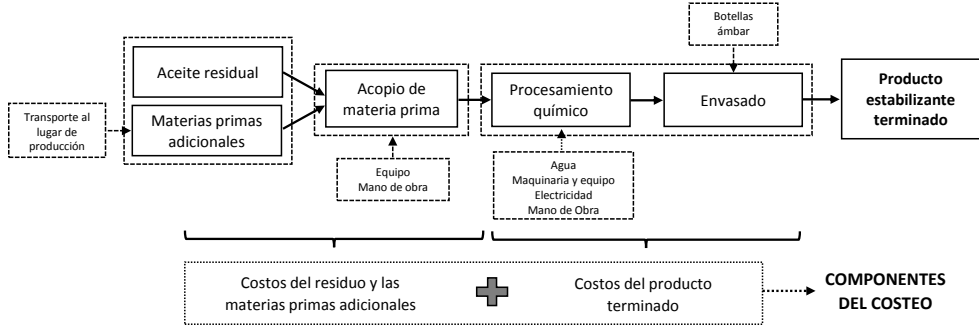 Botellas
ámbar
Aceite residual
Materias primas
adicionales
Transporte al
lugar de
producción
Acopio de
materia prima
Equipo
Mano de obra
Procesamiento
químico
Agua
Maquinaria y equipo
Electricidad
Mano de Obra
Envasado
Producto
estabilizante
terminado
Costos del residuo y las
materias primas adicionales
Costos del producto
terminado
COMPONENTES
DEL COSTEO